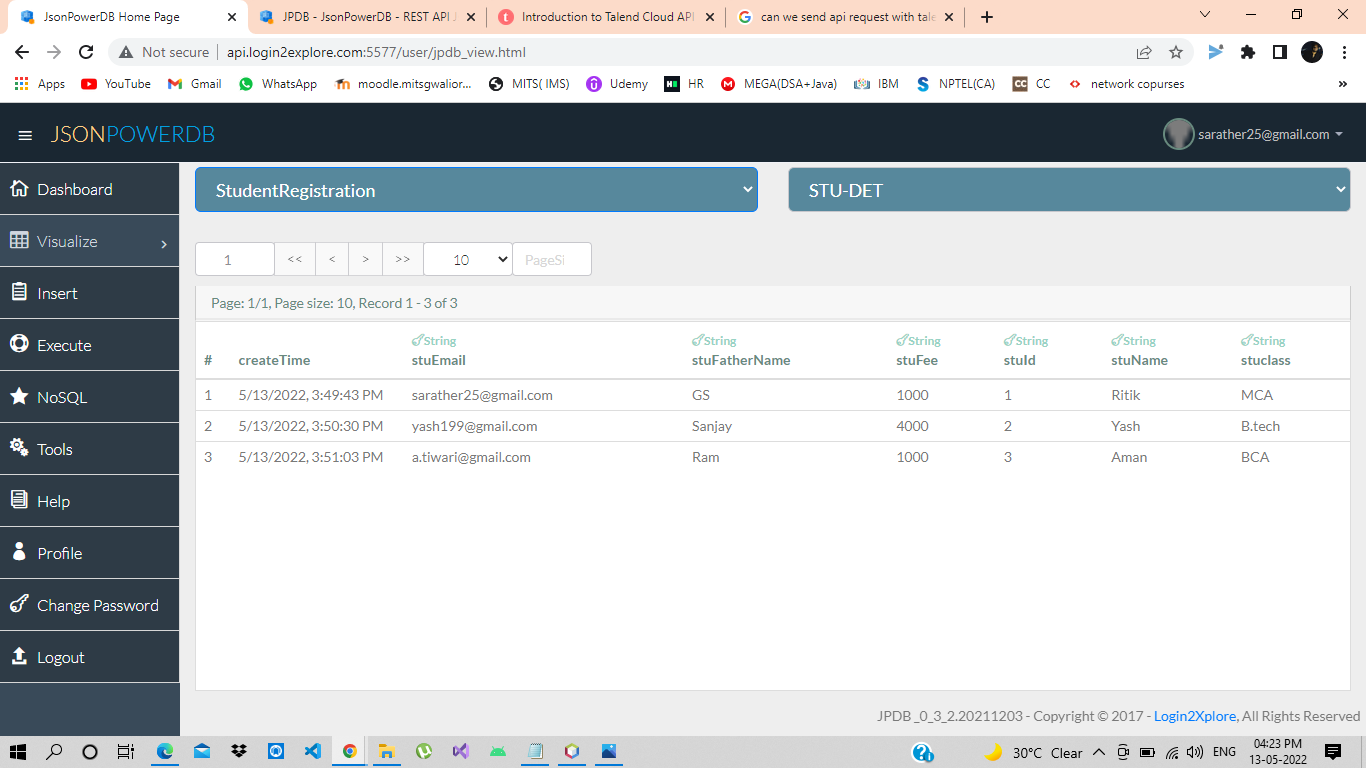 JsonPowerDB Home Page
JPDB - JsonPowerDB - REST API
Introduction to Talend Cloud API
can we send api request with tale
Not secure
api.login2explore.com:5577/user/jpdb_view.html
Apps YouTube Gmail WhatsApp moodle.mitsgwalior... MITS( IMS) Udemy HR MEGA(DSA+Java) IBM NPTEL(CA) CC network copurses »
JSONPOWERDB
sarather25@gmail.com
Dashboard
Visualize
Insert
Execute
NoSQL
Tools
Help
Profile
Change Password
Logout
StudentRegistration STU-DET
1 << < > >> 10 PageSi
Page: 1/1, Page size: 10, Record 1 - 3 of 3
String String String String String String
# createTime stuEmail stuFatherName stuFee stuId stuName stuclass
1 5/13/2022, 3:49:43 PM sarather25@gmail.com GS 1000 1 Ritik MCA
2 5/13/2022, 3:50:30 PM yash199@gmail.com Sanjay 4000 2 Yash B.tech
3 5/13/2022, 3:51:03 PM a.tiwari@gmail.com Ram 1000 3 Aman BCA
JPDB _0_3_2.20211203 - Copyright © 2017 - Login2Xplore, All Rights Reserved
30°C Clear ENG 04:23 PM
13-05-2022